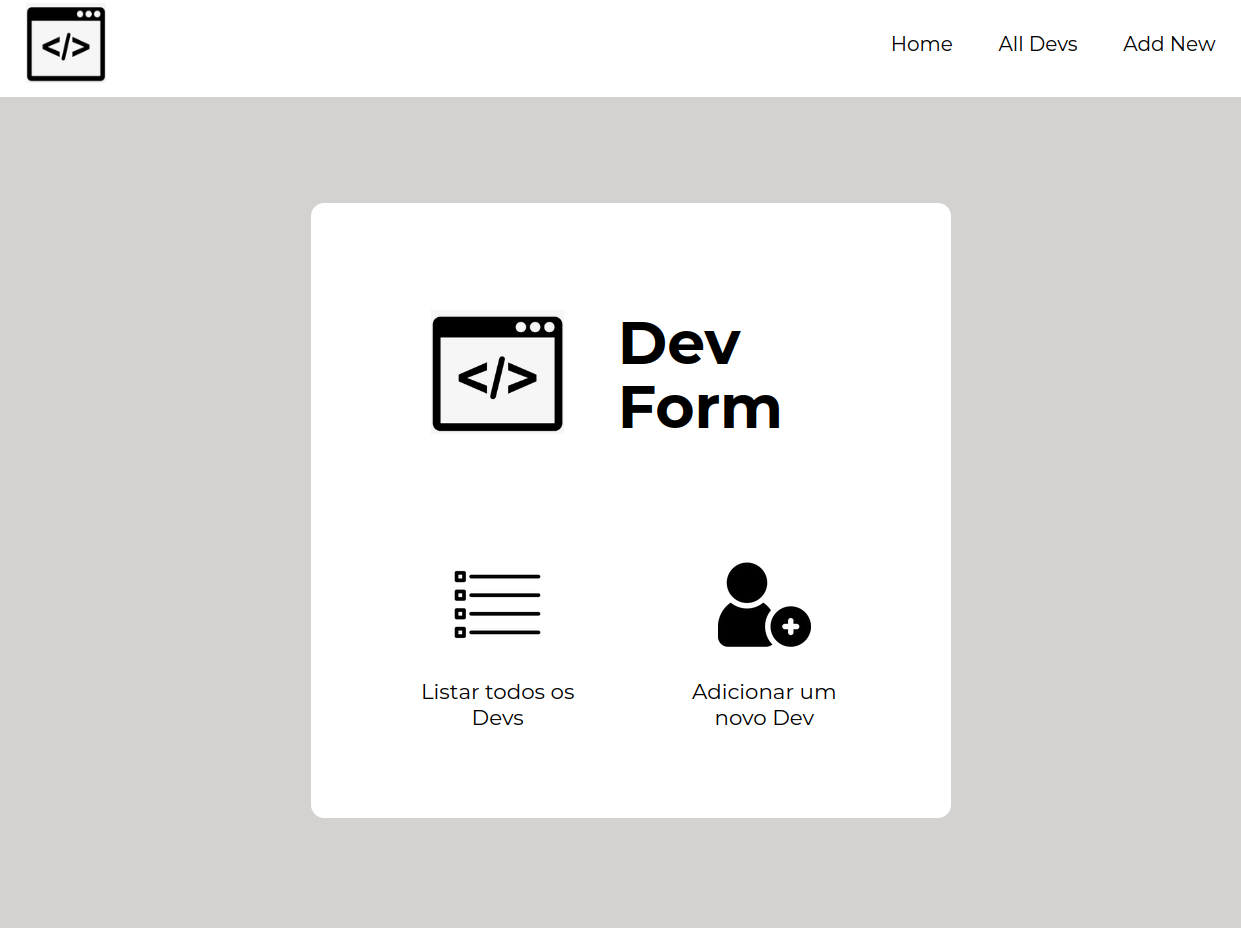 </>
Home
All Devs
Add New
</>
Dev
Form
Listar todos os
Devs
Adicionar um
novo Dev